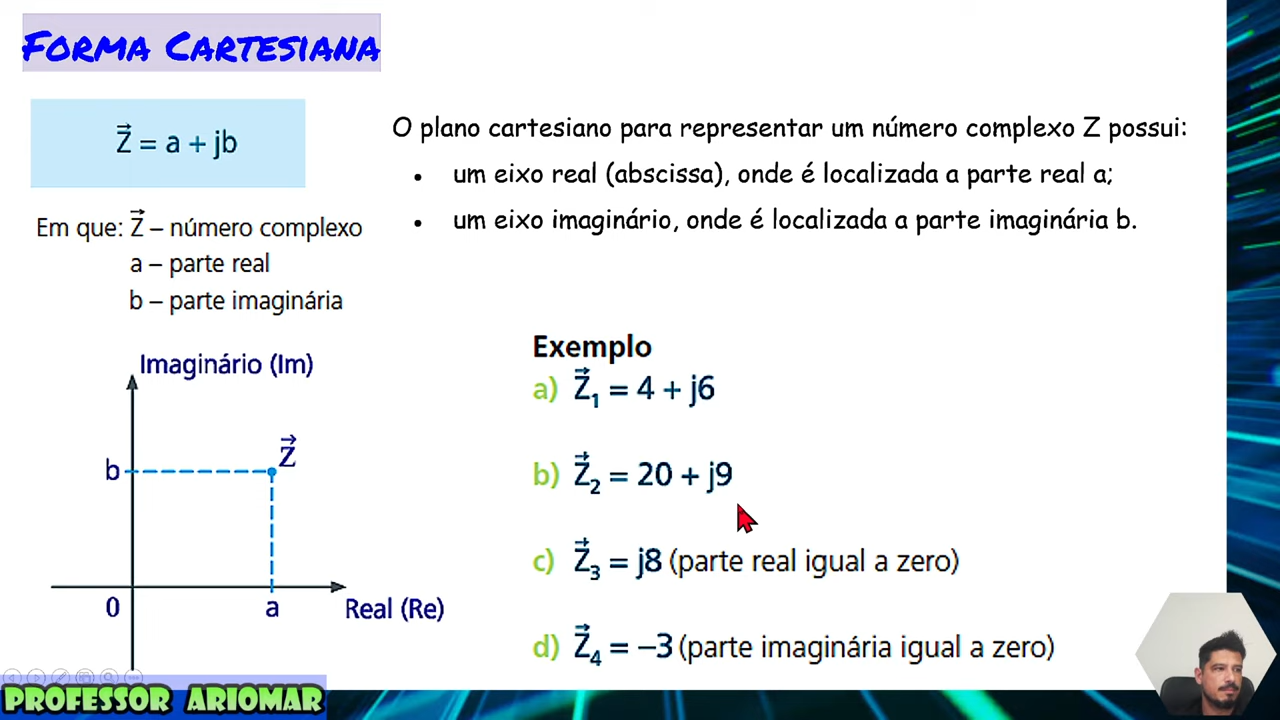 FORMA CARTESIANA
Z⃗ = a + jb
Em que: Z⃗ – número complexo
a – parte real
b – parte imaginária
O plano cartesiano para representar um número complexo Z possui:
• um eixo real (abscissa), onde é localizada a parte real a;
• um eixo imaginário, onde é localizada a parte imaginária b.
Imaginário (Im)
Z⃗
b
0
a
Real (Re)
Exemplo
a) Z⃗₁ = 4 + j6
b) Z⃗₂ = 20 + j9
c) Z⃗₃ = j8 (parte real igual a zero)
d) Z⃗₄ = –3 (parte imaginária igual a zero)
PROFESSOR ARIOMAR